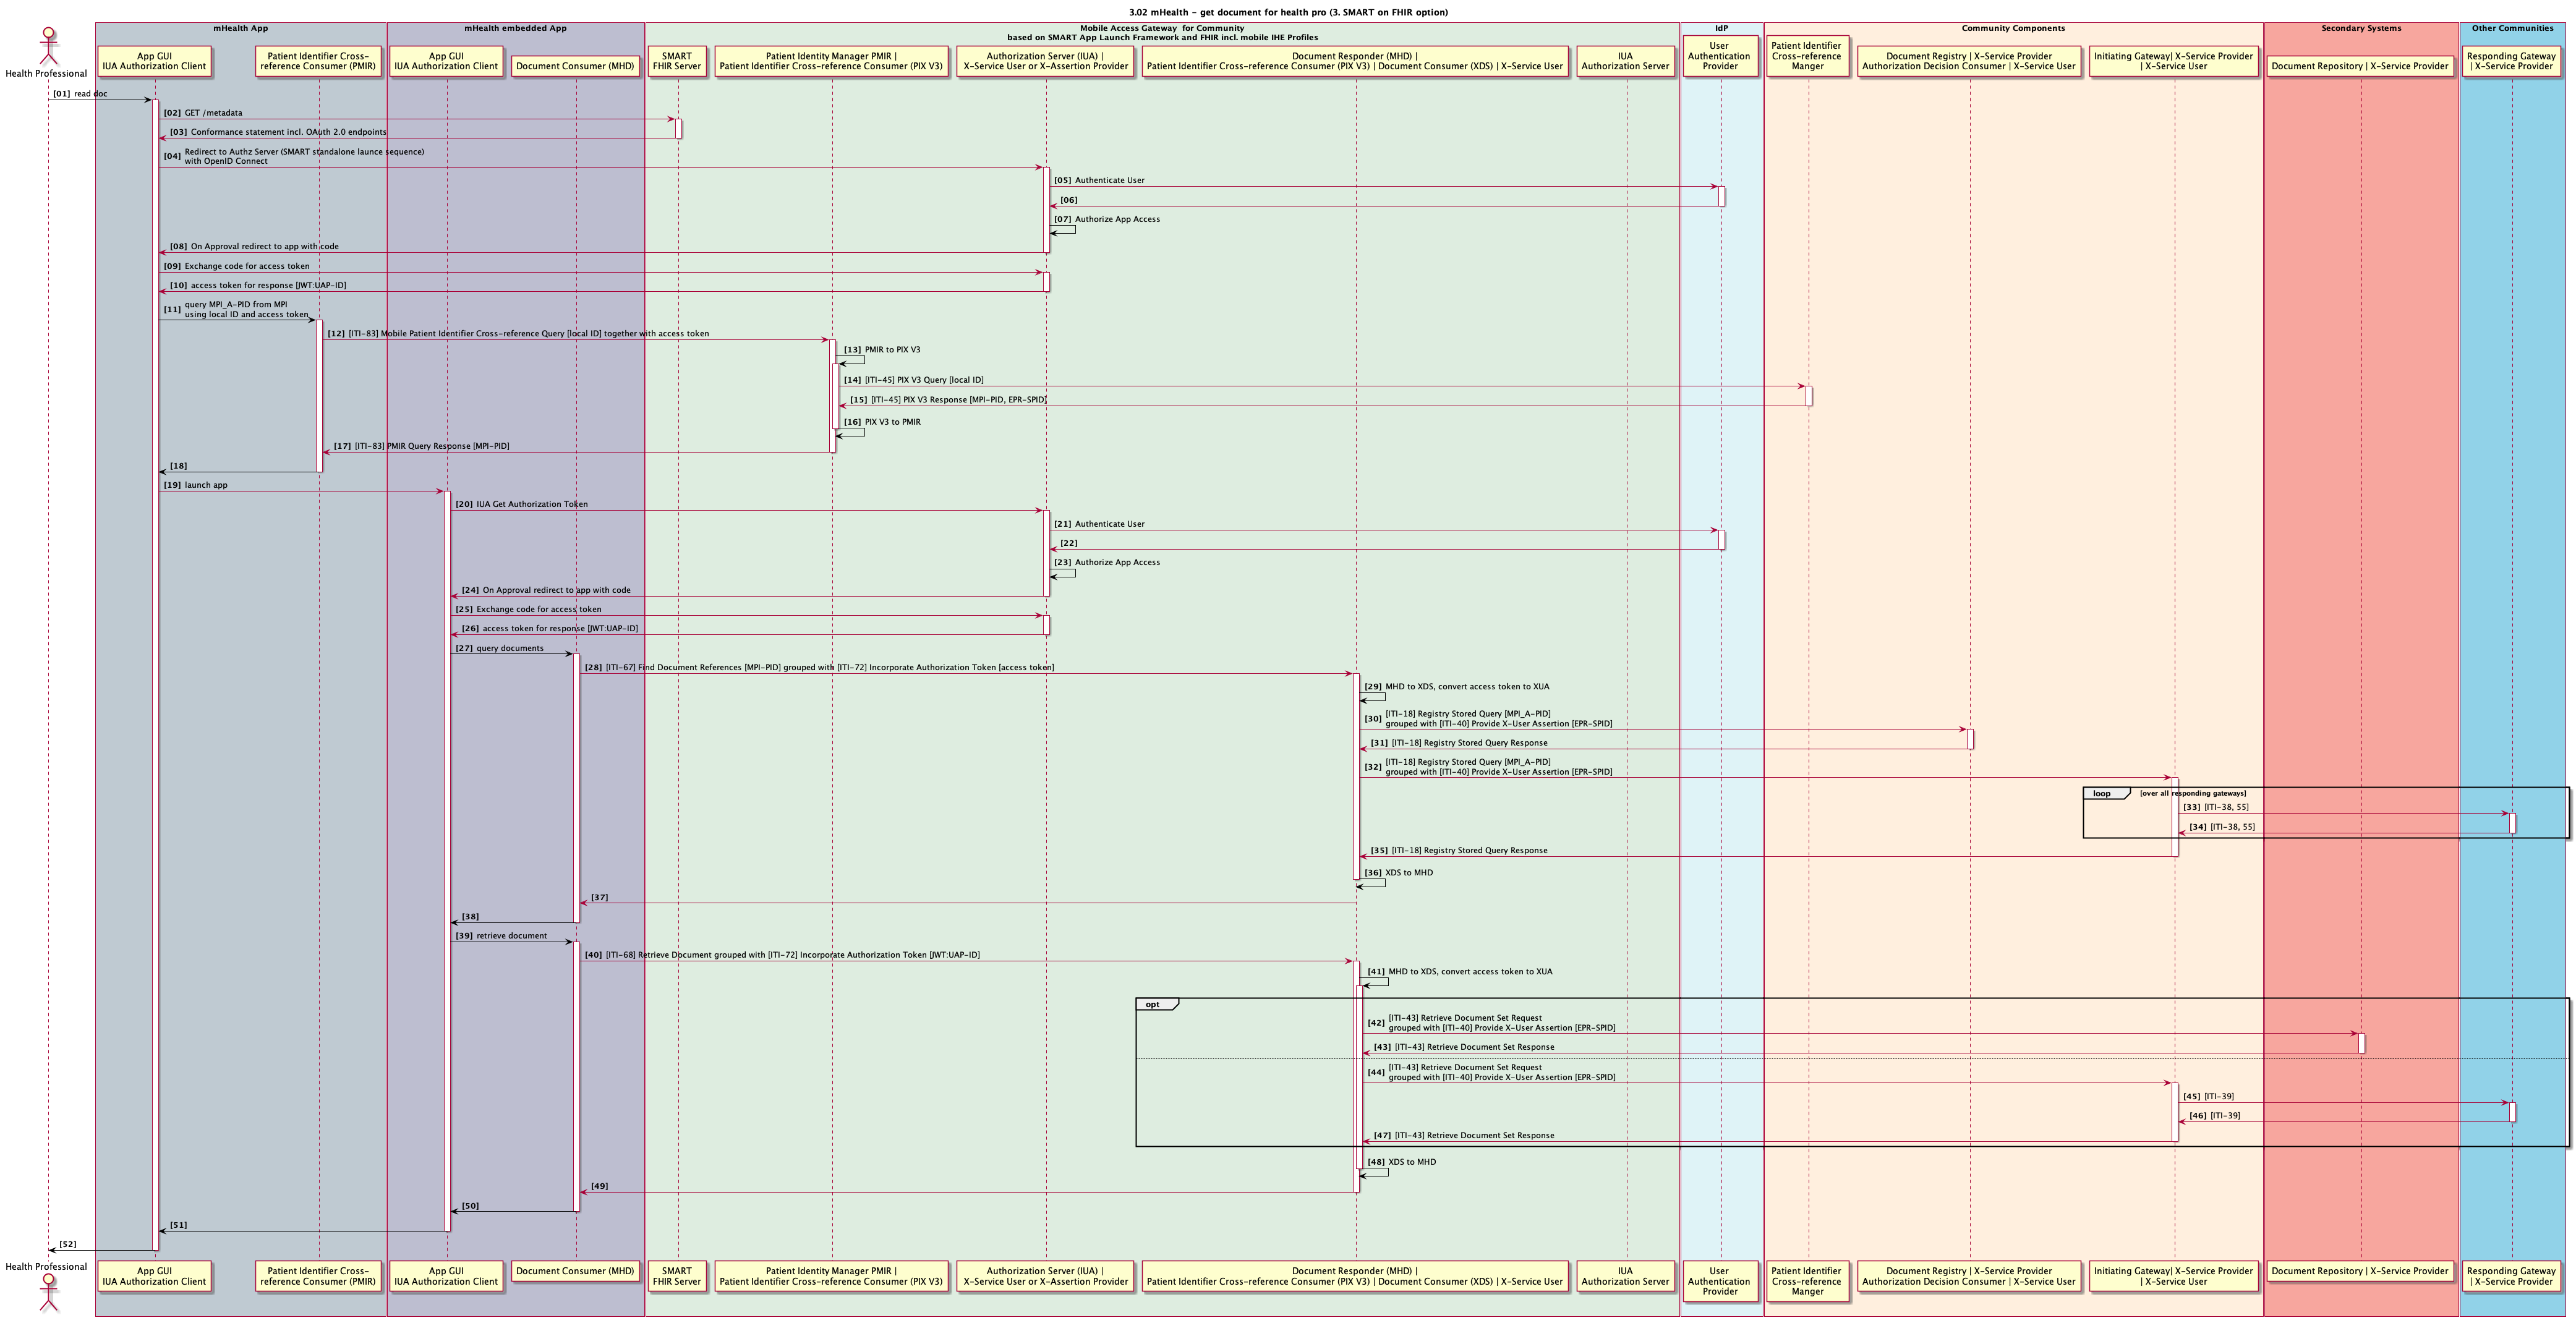 3.02 mHealth - get document for health pro (3. SMART on FHIR option)
mHealth App
mHealth embedded App
Mobile Access Gateway for Community
based on SMART App Launch Framework and FHIR incl. mobile IHE Profiles
IdP
Community Components
Secondary Systems
Other Communities
Health Professional
App GUI
IUA Authorization Client
Patient Identifier Cross-
reference Consumer (PMIR)
App GUI
IUA Authorization Client
Document Consumer (MHD)
SMART
FHIR Server
Patient Identity Manager PMIR |
Patient Identifier Cross-reference Consumer (PIX V3)
Authorization Server (IUA) |
X-Service User or X-Assertion Provider
Document Responder (MHD) |
Patient Identifier Cross-reference Consumer (PIX V3) | Document Consumer (XDS) | X-Service User
IUA
Authorization Server
User
Authentication
Provider
Patient Identifier
Cross-reference
Manger
Document Registry | X-Service Provider
Authorization Decision Consumer | X-Service User
Initiating Gateway| X-Service Provider
| X-Service User
Document Repository | X-Service Provider
Responding Gateway
| X-Service Provider
[01] read doc
[02] GET /metadata
[03] Conformance statement incl. OAuth 2.0 endpoints
[04] Redirect to Authz Server (SMART standalone launce sequence)
with OpenID Connect
[05] Authenticate User
[06]
[07] Authorize App Access
[08] On Approval redirect to app with code
[09] Exchange code for access token
[10] access token for response [JWT:UAP-ID]
[11] query MPI_A-PID from MPI
using local ID and access token
[12] [ITI-83] Mobile Patient Identifier Cross-reference Query [local ID] together with access token
[13] PMIR to PIX V3
[14] [ITI-45] PIX V3 Query [local ID]
[15] [ITI-45] PIX V3 Response [MPI-PID, EPR-SPID]
[16] PIX V3 to PMIR
[17] [ITI-83] PMIR Query Response [MPI-PID]
[18]
[19] launch app
[20] IUA Get Authorization Token
[21] Authenticate User
[22]
[23] Authorize App Access
[24] On Approval redirect to app with code
[25] Exchange code for access token
[26] access token for response [JWT:UAP-ID]
[27] query documents
[28] [ITI-67] Find Document References [MPI-PID] grouped with [ITI-72] Incorporate Authorization Token [access token]
[29] MHD to XDS, convert access token to XUA
[30] [ITI-18] Registry Stored Query [MPI_A-PID]
grouped with [ITI-40] Provide X-User Assertion [EPR-SPID]
[31] [ITI-18] Registry Stored Query Response
[32] [ITI-18] Registry Stored Query [MPI_A-PID]
grouped with [ITI-40] Provide X-User Assertion [EPR-SPID]
loop [over all responding gateways]
[33] [ITI-38, 55]
[34] [ITI-38, 55]
[35] [ITI-18] Registry Stored Query Response
[36] XDS to MHD
[37]
[38]
[39] retrieve document
[40] [ITI-68] Retrieve Document grouped with [ITI-72] Incorporate Authorization Token [JWT:UAP-ID]
[41] MHD to XDS, convert access token to XUA
opt
[42] [ITI-43] Retrieve Document Set Request
grouped with [ITI-40] Provide X-User Assertion [EPR-SPID]
[43] [ITI-43] Retrieve Document Set Response
[44] [ITI-43] Retrieve Document Set Request
grouped with [ITI-40] Provide X-User Assertion [EPR-SPID]
[45] [ITI-39]
[46] [ITI-39]
[47] [ITI-43] Retrieve Document Set Response
[48] XDS to MHD
[49]
[50]
[51]
[52]
Health Professional
App GUI
IUA Authorization Client
Patient Identifier Cross-
reference Consumer (PMIR)
App GUI
IUA Authorization Client
Document Consumer (MHD)
SMART
FHIR Server
Patient Identity Manager PMIR |
Patient Identifier Cross-reference Consumer (PIX V3)
Authorization Server (IUA) |
X-Service User or X-Assertion Provider
Document Responder (MHD) |
Patient Identifier Cross-reference Consumer (PIX V3) | Document Consumer (XDS) | X-Service User
IUA
Authorization Server
User
Authentication
Provider
Patient Identifier
Cross-reference
Manger
Document Registry | X-Service Provider
Authorization Decision Consumer | X-Service User
Initiating Gateway| X-Service Provider
| X-Service User
Document Repository | X-Service Provider
Responding Gateway
| X-Service Provider